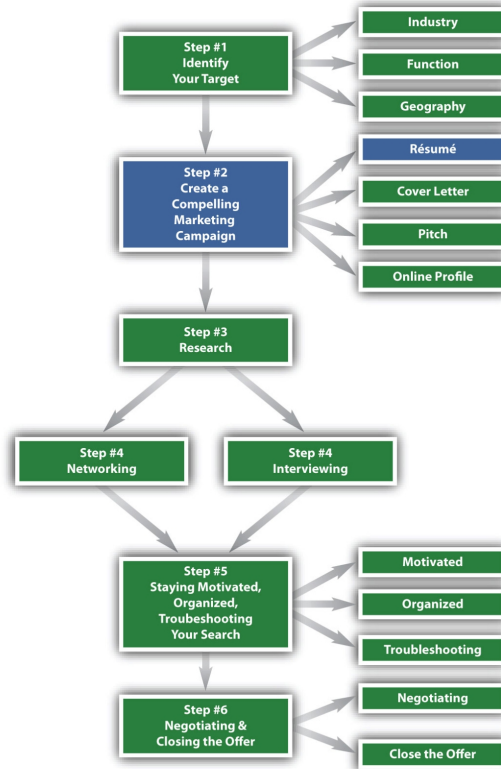 Step #1
Identify
Your Target
Industry
Function
Geography
Step #2
Create a
Compelling
Marketing
Campaign
Résumé
Cover Letter
Pitch
Online Profile
Step #3
Research
Step #4
Networking
Step #4
Interviewing
Step #5
Staying Motivated,
Organized,
Troubeshooting
Your Search
Motivated
Organized
Troubleshooting
Step #6
Negotiating &
Closing the Offer
Negotiating
Close the Offer